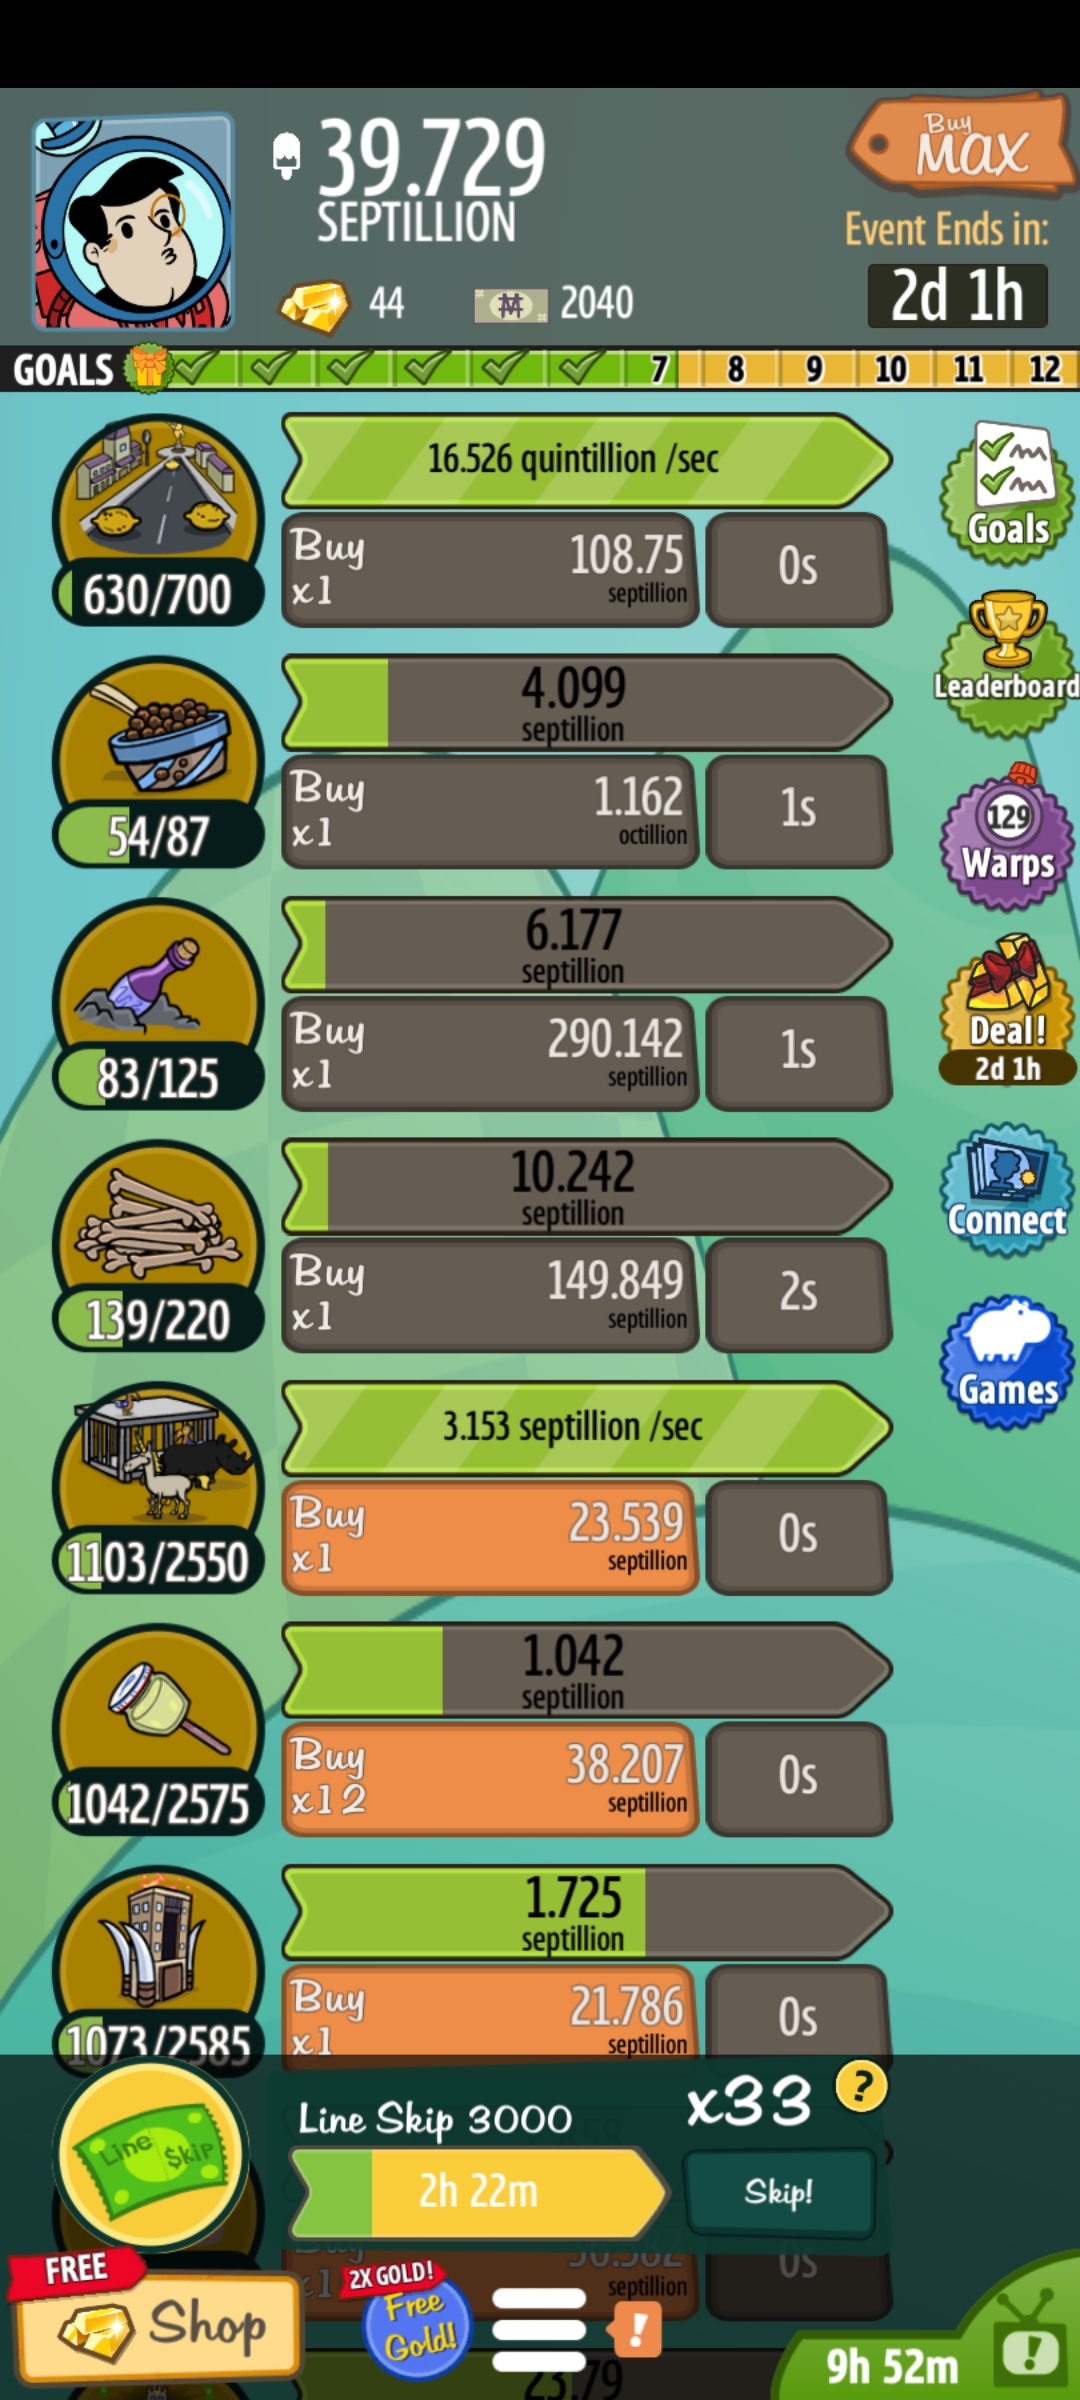 39.729
SEPTILLION
Buy
MAX
Event Ends in:
2d 1h
44
2040
GOALS
7
8
9
10
11
12
16.526 quintillion /sec
630/700
Buy
x1
108.75
septillion
0s
Goals
4.099
septillion
54/87
Buy
x1
1.162
octillion
1s
Leaderboard
129
Warps
6.177
septillion
83/125
Buy
x1
290.142
septillion
1s
Deal!
2d 1h
10.242
septillion
139/220
Buy
x1
149.849
septillion
2s
Connect
Games
3.153 septillion /sec
1103/2550
Buy
x1
23.539
septillion
0s
1.042
septillion
1042/2575
Buy
x12
38.207
septillion
0s
1.725
septillion
1073/2585
Buy
x1
21.786
septillion
0s
Line Skip
Line Skip 3000
x33
?
2h 22m
Skip!
Buy
x1
septillion
0s
FREE
Shop
2X GOLD!
Free
Gold!
!
23.79
9h 52m
!